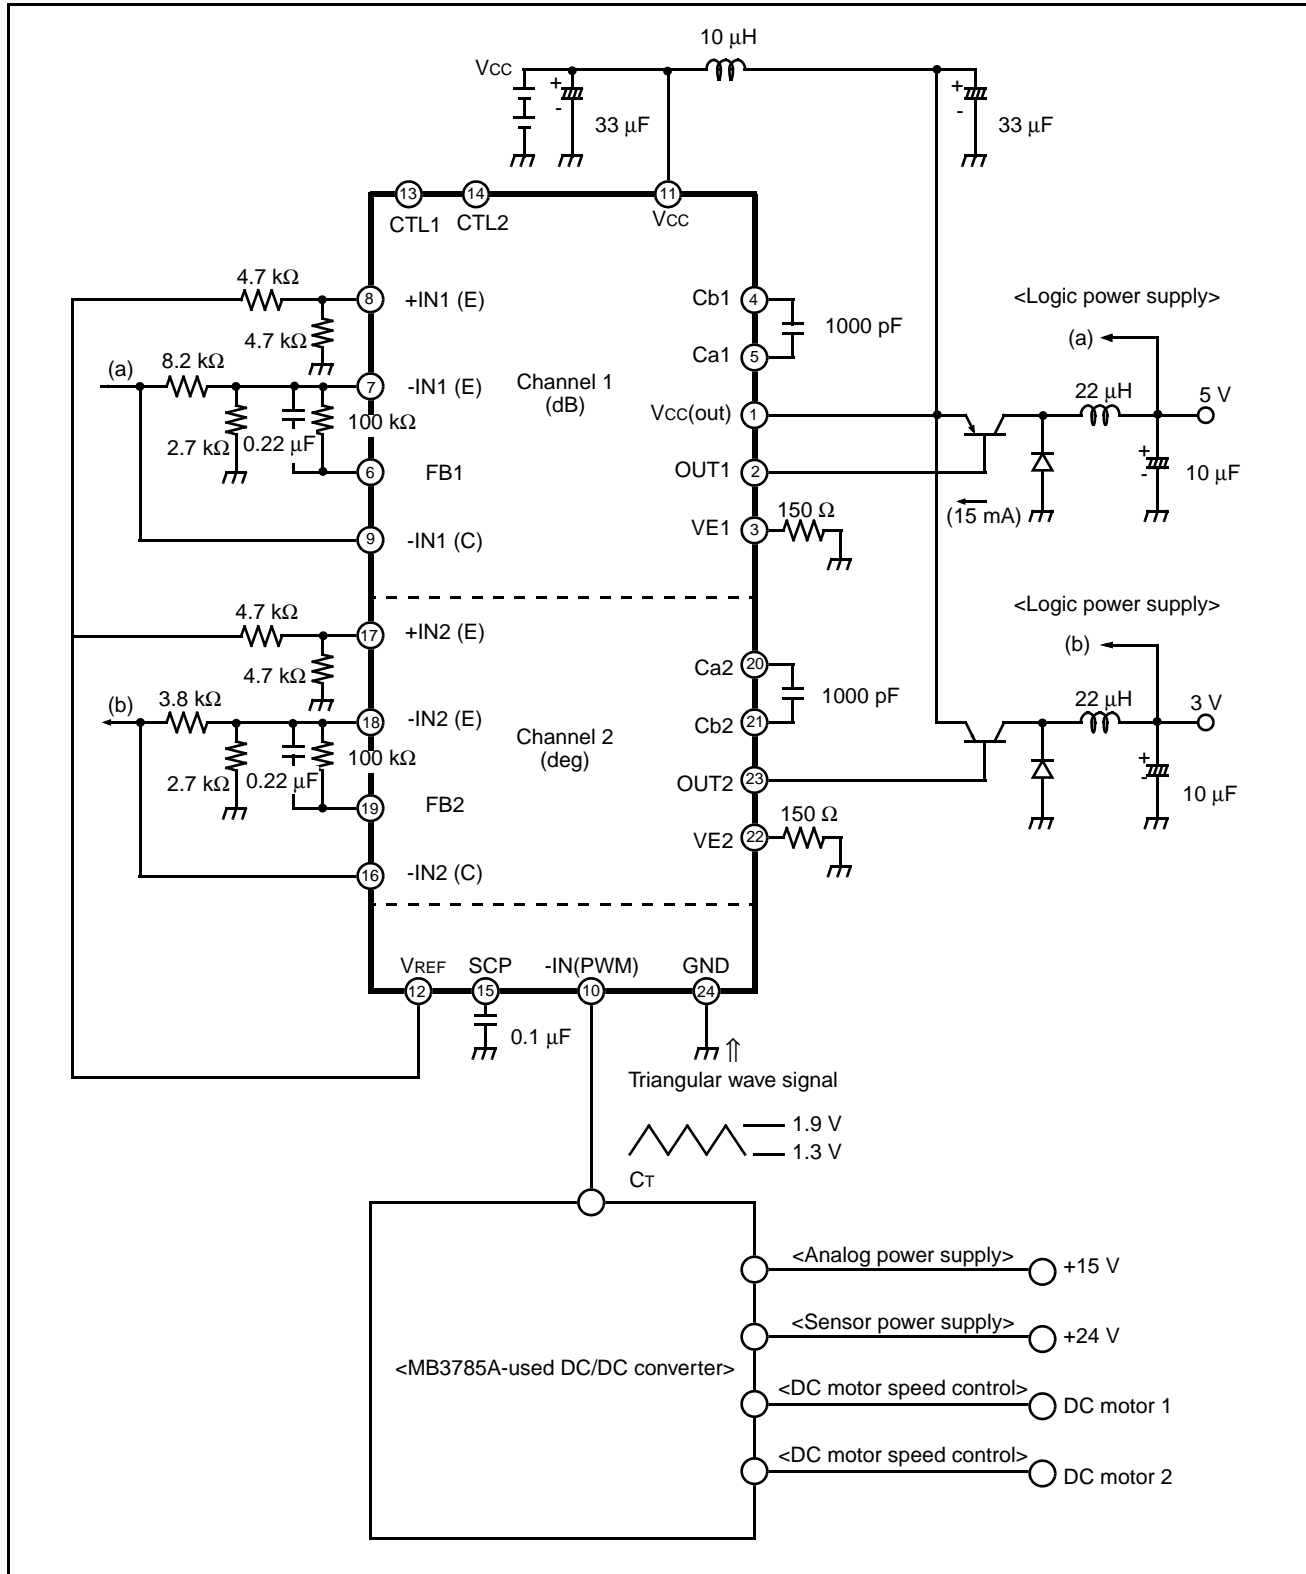 10 μH
Vcc
+
-
33 μF
+
-
33 μF
13
14
11
CTL1
CTL2
Vcc
4.7 kΩ
8
+IN1 (E)
4.7 kΩ
(a)
8.2 kΩ
7
-IN1 (E)
2.7 kΩ
0.22 μF
100 kΩ
6
FB1
9
-IN1 (C)
Channel 1
(dB)
Cb1
4
1000 pF
Ca1
5
Vcc(out)
1
OUT1
2
VE1
3
150 Ω
(15 mA)
<Logic power supply>
(a)
22 μH
5 V
+
-
10 μF
4.7 kΩ
17
+IN2 (E)
4.7 kΩ
(b)
3.8 kΩ
18
-IN2 (E)
2.7 kΩ
0.22 μF
100 kΩ
19
FB2
16
-IN2 (C)
Channel 2
(deg)
Ca2
20
1000 pF
Cb2
21
OUT2
23
VE2
22
150 Ω
<Logic power supply>
(b)
22 μH
3 V
+
-
10 μF
VREF
SCP
-IN(PWM)
GND
12
15
10
24
0.1 μF
⇑
Triangular wave signal
1.9 V
1.3 V
CT
<MB3785A-used DC/DC converter>
<Analog power supply>
+15 V
<Sensor power supply>
+24 V
<DC motor speed control>
DC motor 1
<DC motor speed control>
DC motor 2